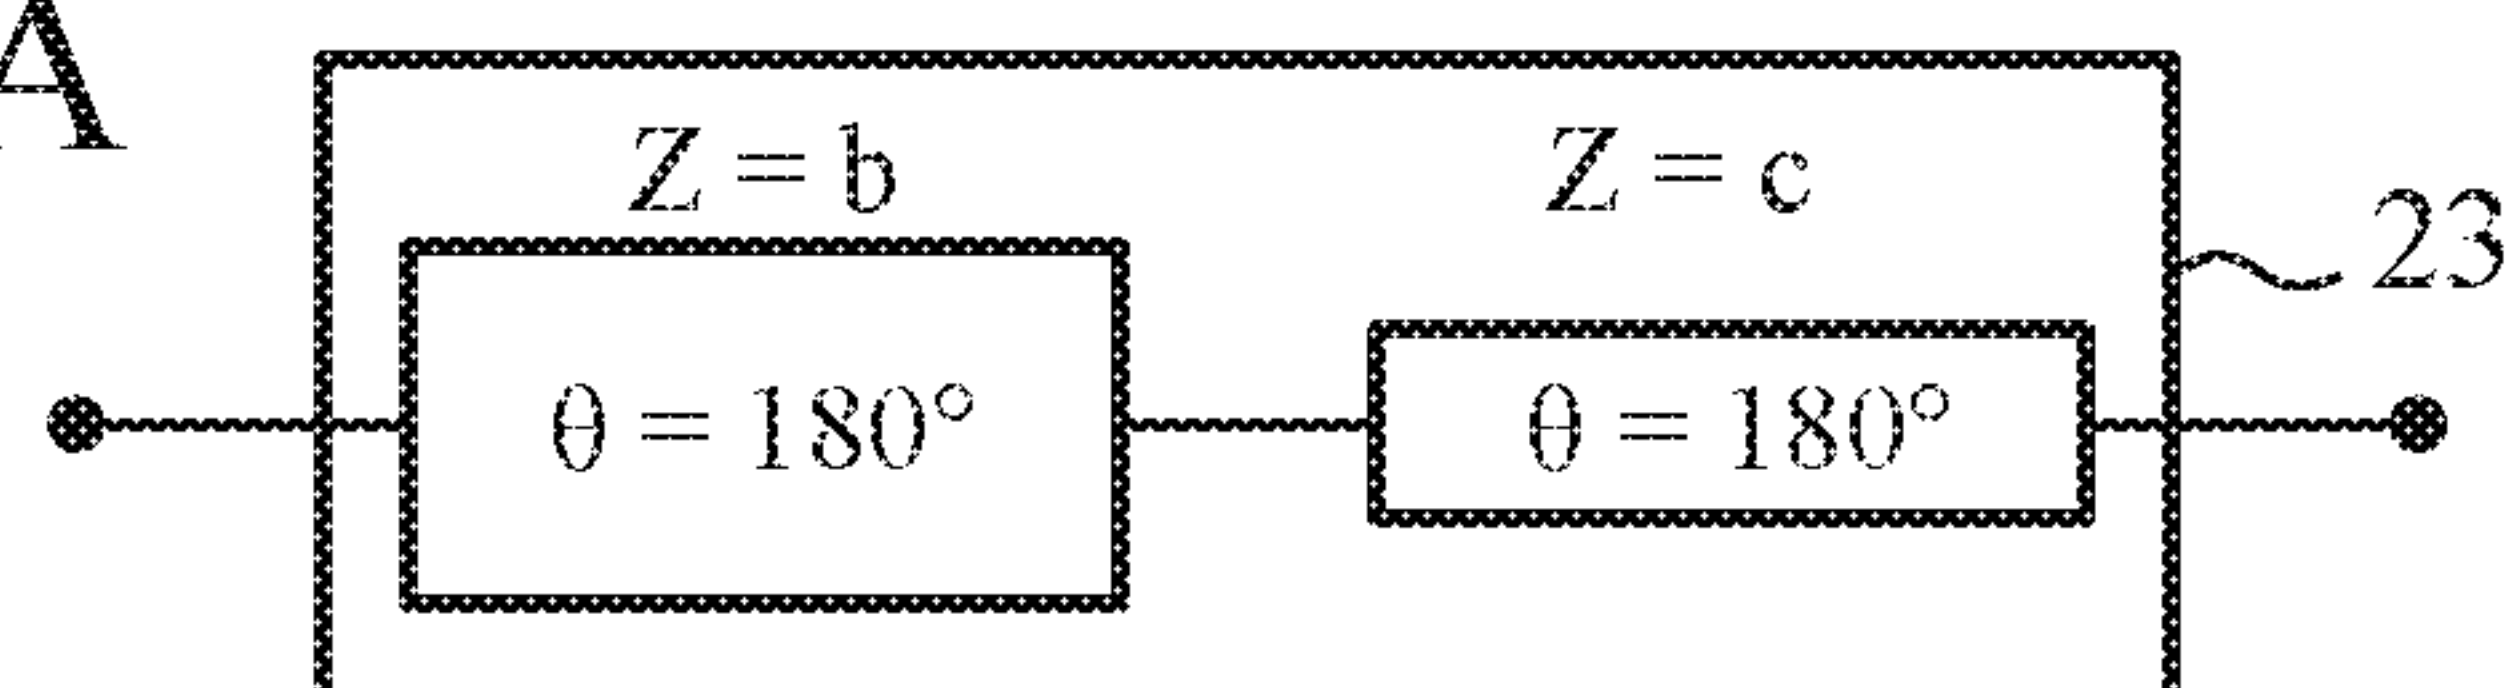 A
Z = b
Z = c
23
θ = 180°
θ = 180°